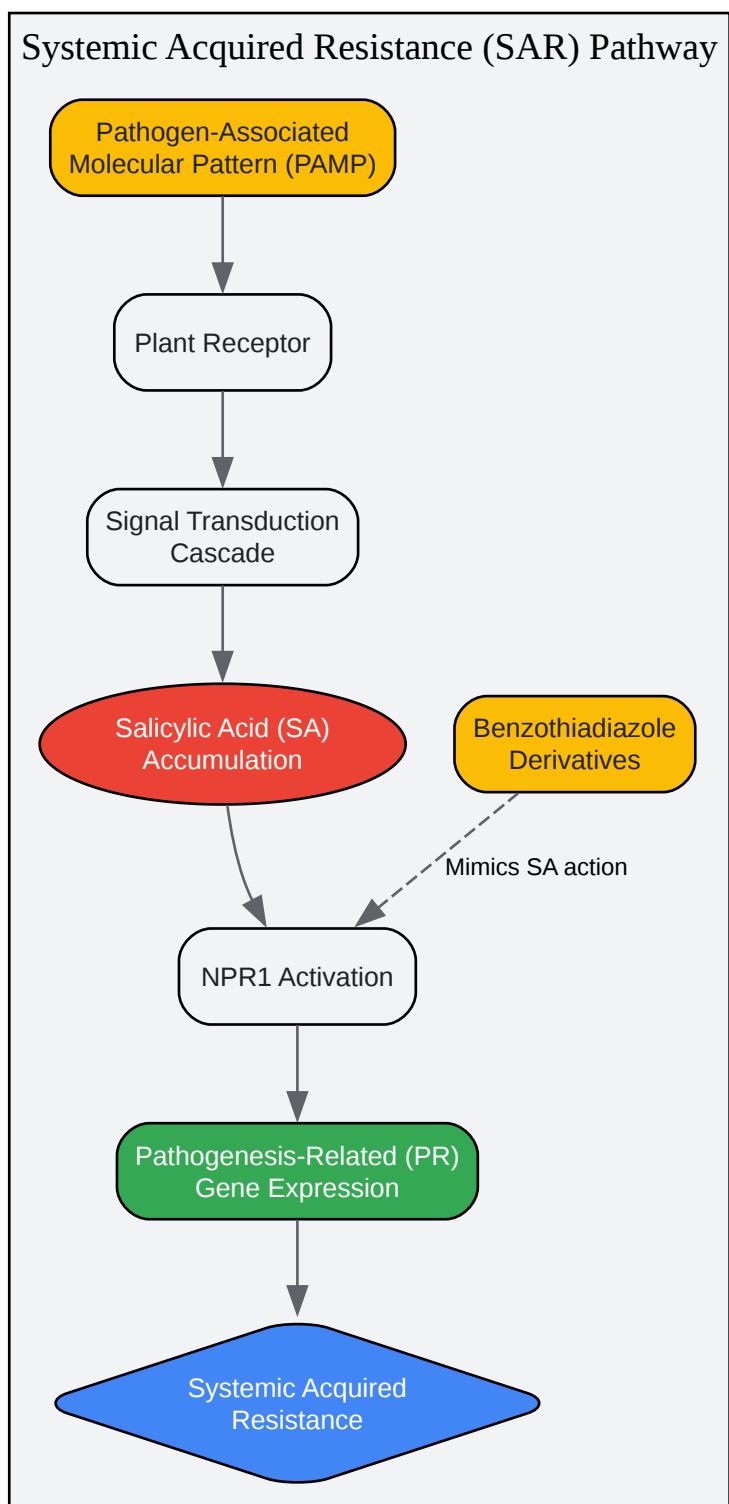 Systemic Acquired Resistance (SAR) Pathway
Pathogen-Associated
Molecular Pattern (PAMP)
Plant Receptor
Signal Transduction
Cascade
Salicylic Acid (SA)
Accumulation
Benzothiadiazole
Derivatives
Mimics SA action
NPR1 Activation
Pathogenesis-Related (PR)
Gene Expression
Systemic Acquired
Resistance